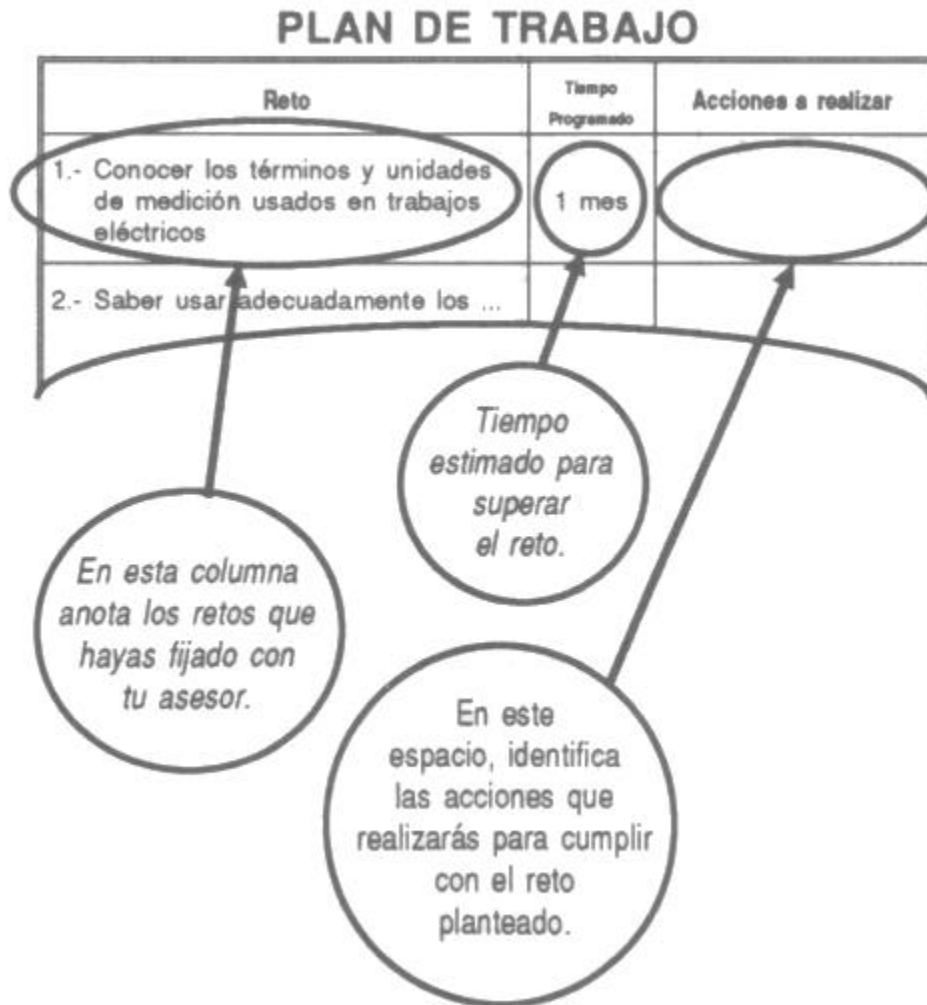 PLAN DE TRABAJO
Reto
Tiempo
Programado
Acciones a realizar
1.- Conocer los términos y unidades
de medición usados en trabajos
eléctricos
1 mes
2.- Saber usar adecuadamente los ...
Tiempo
estimado para
superar
el reto.
En esta columna
anota los retos que
hayas fijado con
tu asesor.
En este
espacio, identifica
las acciones que
realizarás para cumplir
con el reto
planteado.